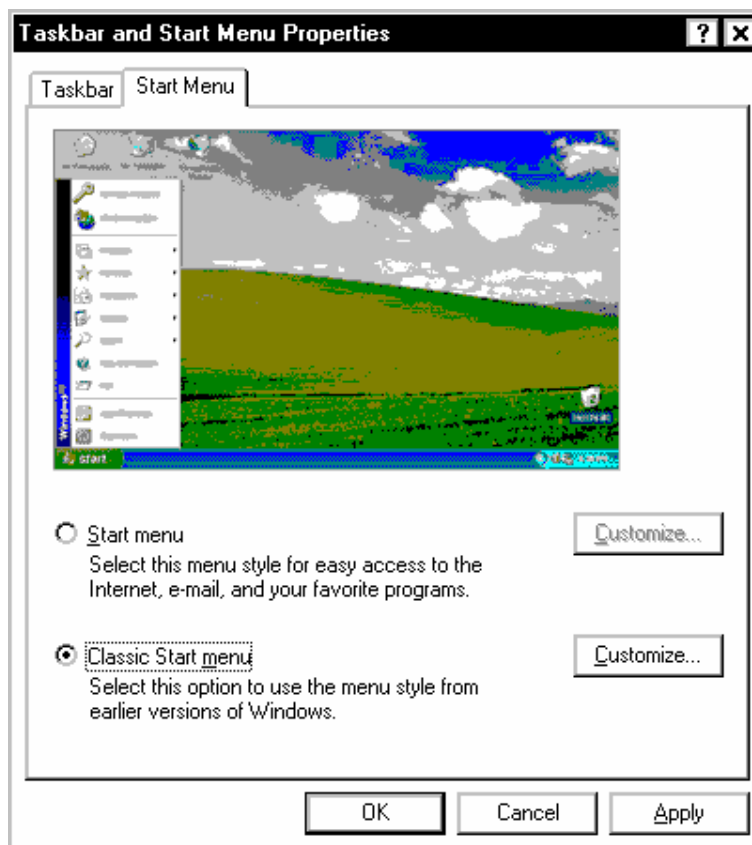 Taskbar and Start Menu Properties
Taskbar
Start Menu
Windows
start
Start menu
Customize...
Select this menu style for easy access to the
Internet, e-mail, and your favorite programs.
Classic Start menu
Customize...
Select this option to use the menu style from
earlier versions of Windows.
OK
Cancel
Apply